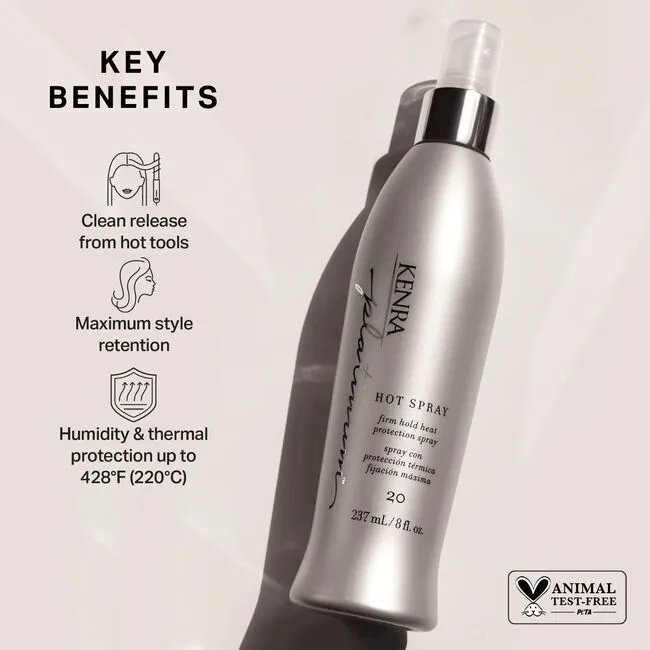 KEY
BENEFITS
Clean release
from hot tools
Maximum style
retention
Humidity & thermal
protection up to
428°F (220°C)
KENRA
platinum™
HOT SPRAY
firm hold heat
protection spray
spray con
protección térmica
fijación máxima
20
237 mL/8 fl. oz.
ANIMAL
TEST-FREE
PETA